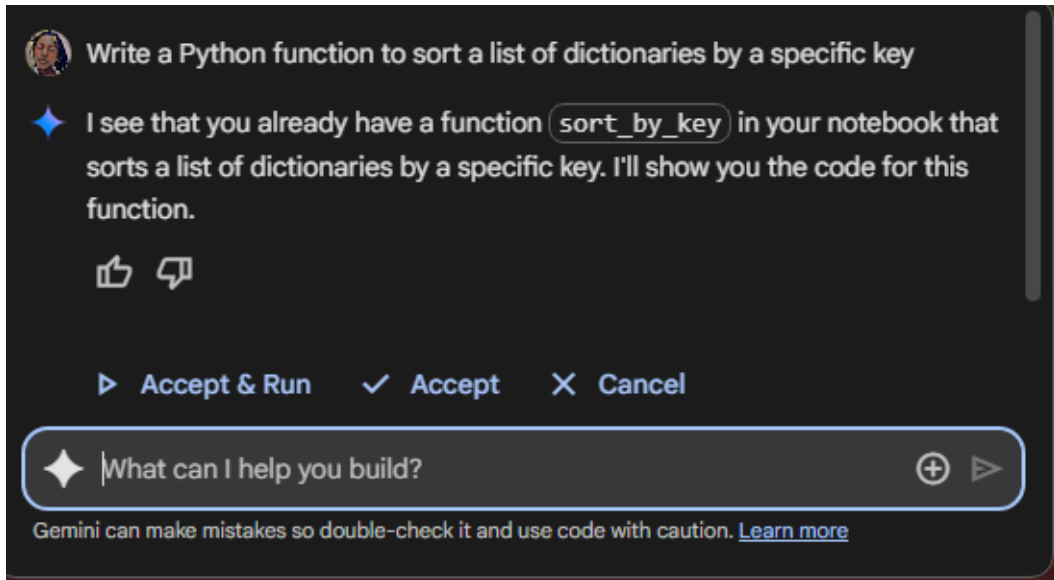 Write a Python function to sort a list of dictionaries by a specific key
I see that you already have a function sort_by_key in your notebook that
sorts a list of dictionaries by a specific key. I'll show you the code for this
function.
Accept & Run Accept Cancel
What can I help you build?
Gemini can make mistakes so double-check it and use code with caution. Learn more